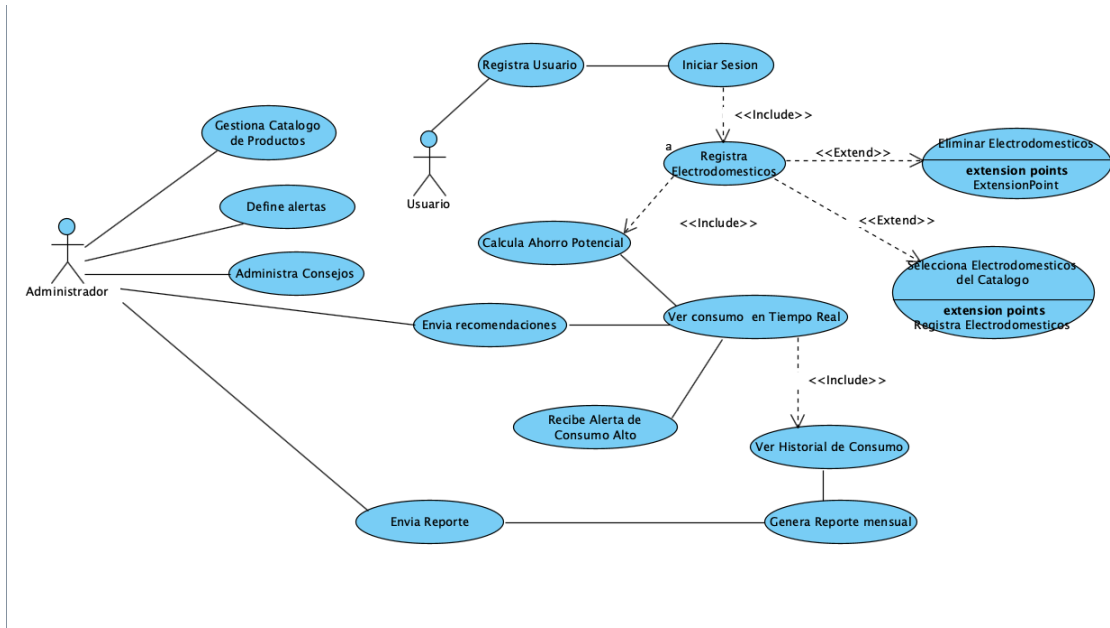 Registra Usuario
Iniciar Sesion
<<Include>>
Gestiona Catalogo
de Productos
a
Registra
Electrodomesticos
<<Extend>>
Eliminar Electrodomesticos
extension points
ExtensionPoint
Usuario
Define alertas
<<Include>>
<<Extend>>
Calcula Ahorro Potencial
Administra Consejos
Administrador
Selecciona Electrodomesticos
del Catalogo
extension points
Registra Electrodomesticos
Envia recomendaciones
Ver consumo en Tiempo Real
<<Include>>
Recibe Alerta de
Consumo Alto
Ver Historial de Consumo
Envia Reporte
Genera Reporte mensual